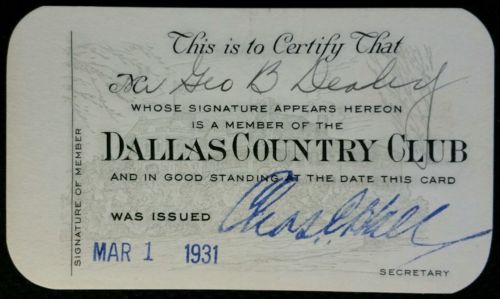 This is to Certify That
Mr Geo B Dealey
WHOSE SIGNATURE APPEARS HEREON
IS A MEMBER OF THE
DALLAS COUNTRY CLUB
AND IN GOOD STANDING AT THE DATE THIS CARD
WAS ISSUED
MAR 1 1931
SECRETARY
SIGNATURE OF MEMBER